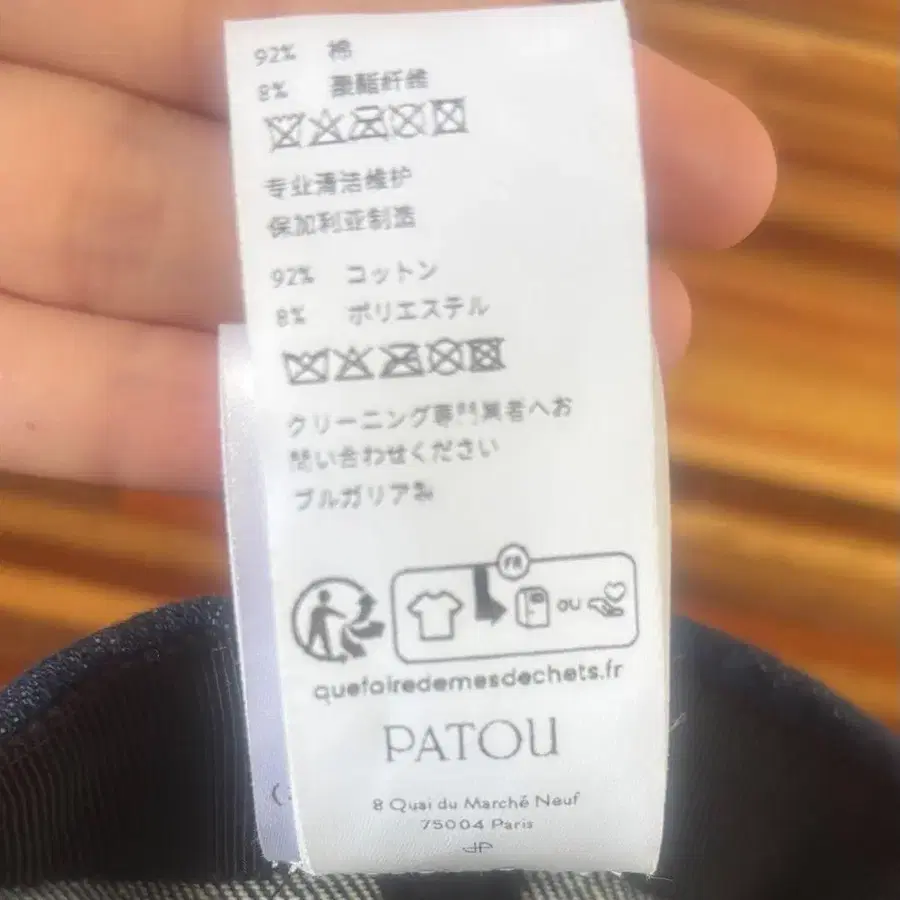 92% 棉
8% 聚酯纤维
专业清洁维护
保加利亚制造
92% コットン
8% ポリエステル
クリーニング専門業者へお
問い合わせください
ブルガリア製
FR
OU
quefairedemesdechets.fr
PATOU
8 Quai du Marché Neuf
75004 Paris
JP